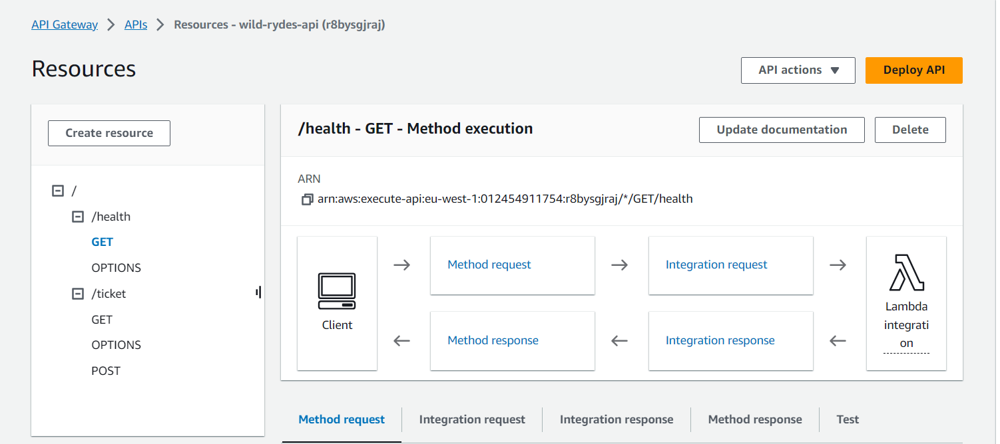 API Gateway > APIs > Resources - wild-rydes-api (r8bysgjraj)
Resources
API actions ▼
Deploy API
Create resource
/
/health
GET
OPTIONS
/ticket
GET
OPTIONS
POST
/health - GET - Method execution
Update documentation
Delete
ARN
arn:aws:execute-api:eu-west-1:012454911754:r8bysgjraj/*/GET/health
Client
Method request
Integration request
Method response
Integration response
Lambda
integrati
on
Method request
Integration request
Integration response
Method response
Test